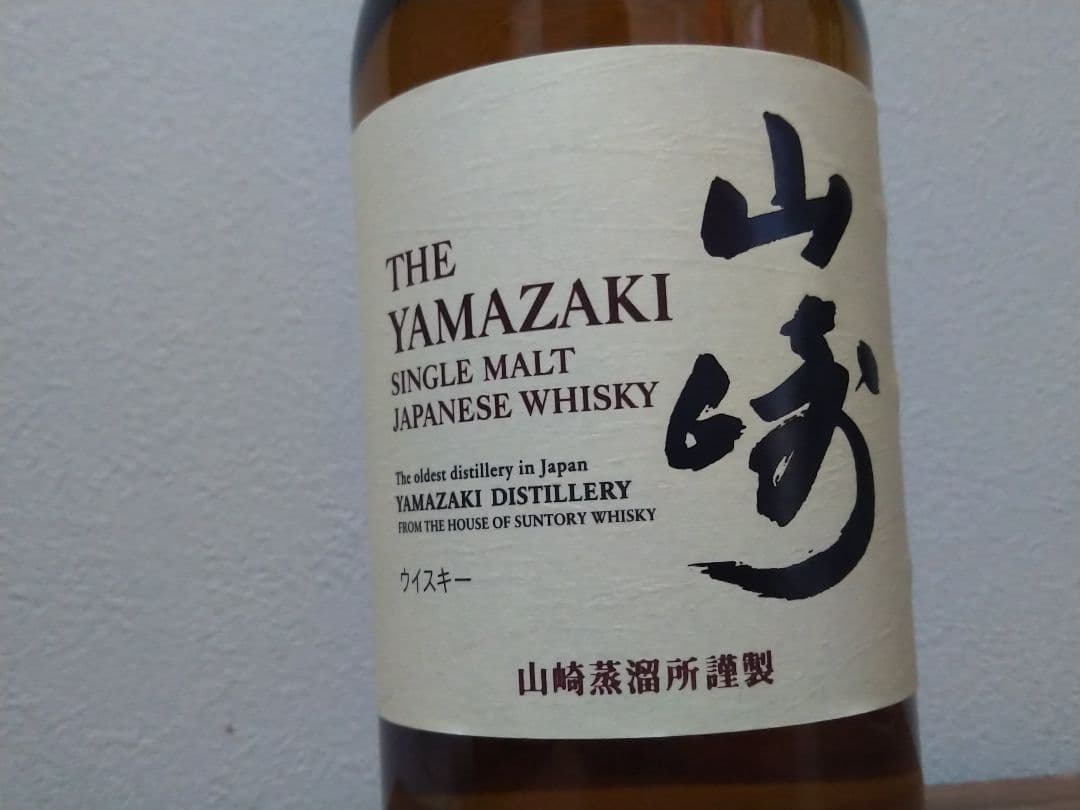 山崎
THE
YAMAZAKI
SINGLE MALT
JAPANESE WHISKY
The oldest distillery in Japan
YAMAZAKI DISTILLERY
FROM THE HOUSE OF SUNTORY WHISKY
ウイスキー
山崎蒸溜所謹製